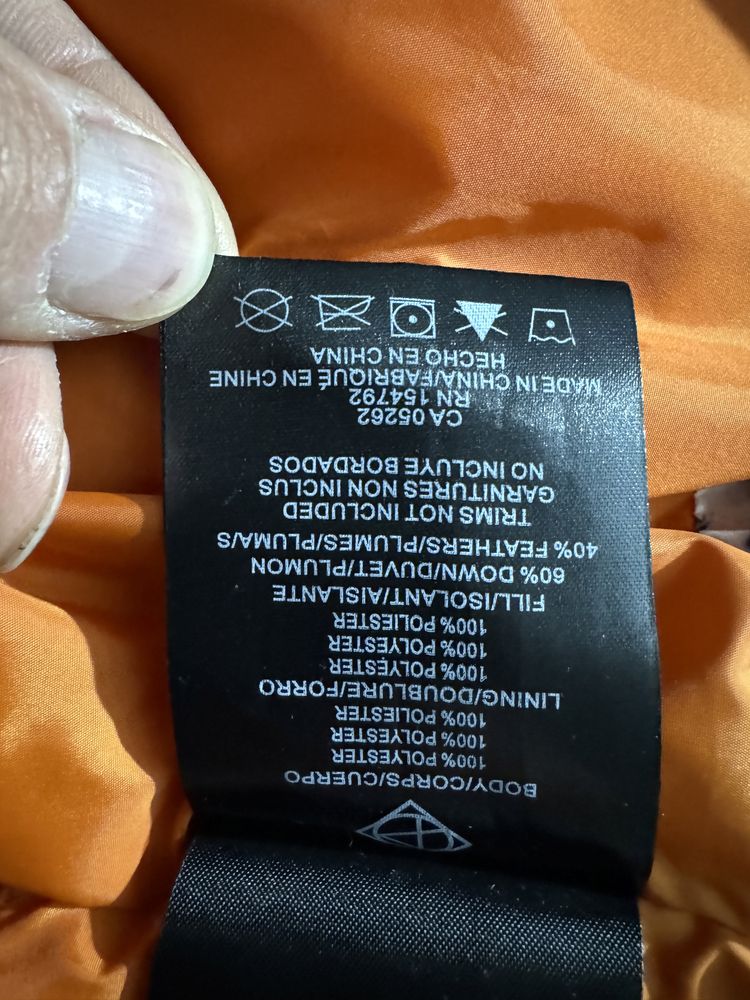 BODY/CORPS/CUERPO
100% POLYESTER
100% POLYESTER
100% POLIESTER
LINING/DOUBLURE/FORRO
100% POLYESTER
100% POLYESTER
100% POLIESTER
FILL/ISOLANT/AISLANTE
60% DOWN/DUVET/PLUMON
40% FEATHERS/PLUMES/PLUMA/S
TRIMS NOT INCLUDED
GARNITURES NON INCLUS
NO INCLUYE BORDADOS
CA 05262
RN 154792
MADE IN CHINA/FABRIQUÉ EN CHINE
HECHO EN CHINA